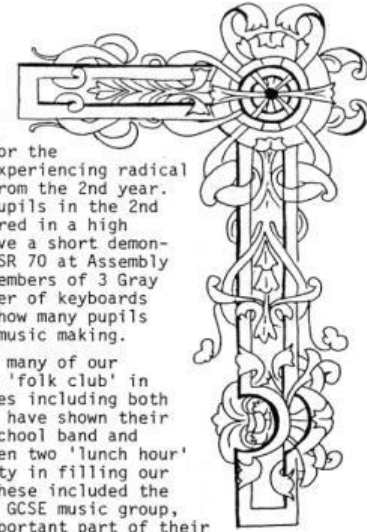 or the
xperiencing radical
rom the 2nd year.
upils in the 2nd
red in a high
ve a short demon-
SR 70 at Assembly
embers of 3 Gray
er of keyboards
how many pupils
music making.
many of our
'folk club' in
es including both
have shown their
chool band and
en two 'lunch hour'
ty in filling our
hese included the
GCSE music group,
portant part of their